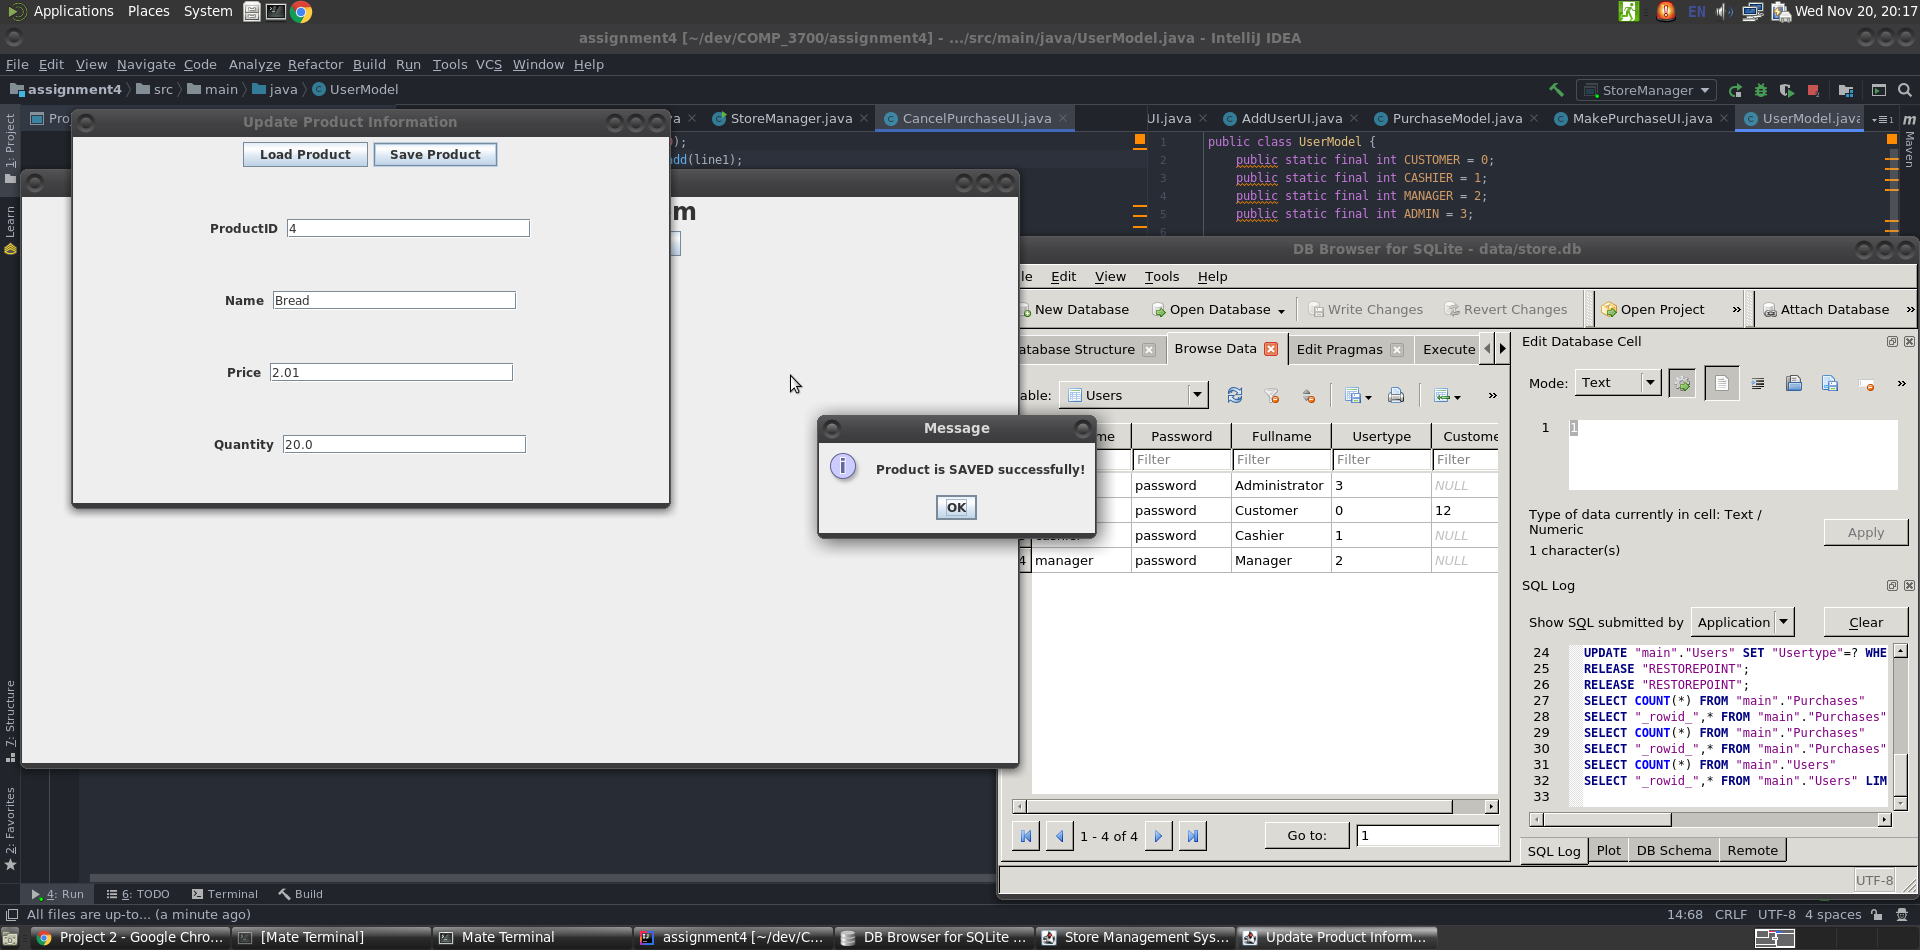 Applications Places System
EN Wed Nov 20, 20:17
assignment4 [~/dev/COMP_3700/assignment4] - .../src/main/java/UserModel.java - IntelliJ IDEA
File Edit View Navigate Code Analyze Refactor Build Run Tools VCS Window Help
assignment4 src main java UserModel
StoreManager
Pro
StoreManager.java CancelPurchaseUI.java UI.java AddUserUI.java PurchaseModel.java MakePurchaseUI.java UserModel.java
1: Project
Learn
7: Structure
2: Favorites
Maven
add(line1);
1 public class UserModel {
2 public static final int CUSTOMER = 0;
3 public static final int CASHIER = 1;
4 public static final int MANAGER = 2;
5 public static final int ADMIN = 3;
6
Update Product Information
Load Product Save Product
ProductID 4
Name Bread
Price 2.01
Quantity 20.0
m
Message
Product is SAVED successfully!
OK
DB Browser for SQLite - data/store.db
le Edit View Tools Help
New Database Open Database Write Changes Revert Changes Open Project » Attach Database »
atabase Structure Browse Data Edit Pragmas Execute
able: Users »
me Password Fullname Usertype Custome
Filter Filter Filter Filter
password Administrator 3 NULL
password Customer 0 12
cashier password Cashier 1 NULL
4 manager password Manager 2 NULL
1 - 4 of 4 Go to: 1
Edit Database Cell
Mode: Text »
1 1
Type of data currently in cell: Text /
Numeric
1 character(s)
Apply
SQL Log
Show SQL submitted by Application Clear
24 UPDATE "main"."Users" SET "Usertype"=? WHE
25 RELEASE "RESTOREPOINT";
26 RELEASE "RESTOREPOINT";
27 SELECT COUNT(*) FROM "main"."Purchases"
28 SELECT "_rowid_",* FROM "main"."Purchases"
29 SELECT COUNT(*) FROM "main"."Purchases"
30 SELECT "_rowid_",* FROM "main"."Purchases"
31 SELECT COUNT(*) FROM "main"."Users"
32 SELECT "_rowid_",* FROM "main"."Users" LIM
33
SQL Log Plot DB Schema Remote
UTF-8
4: Run 6: TODO Terminal Build
All files are up-to... (a minute ago)
14:68 CRLF UTF-8 4 spaces
Project 2 - Google Chro... [Mate Terminal] Mate Terminal assignment4 [~/dev/C... DB Browser for SQLite ... Store Management Sys... Update Product Inform...